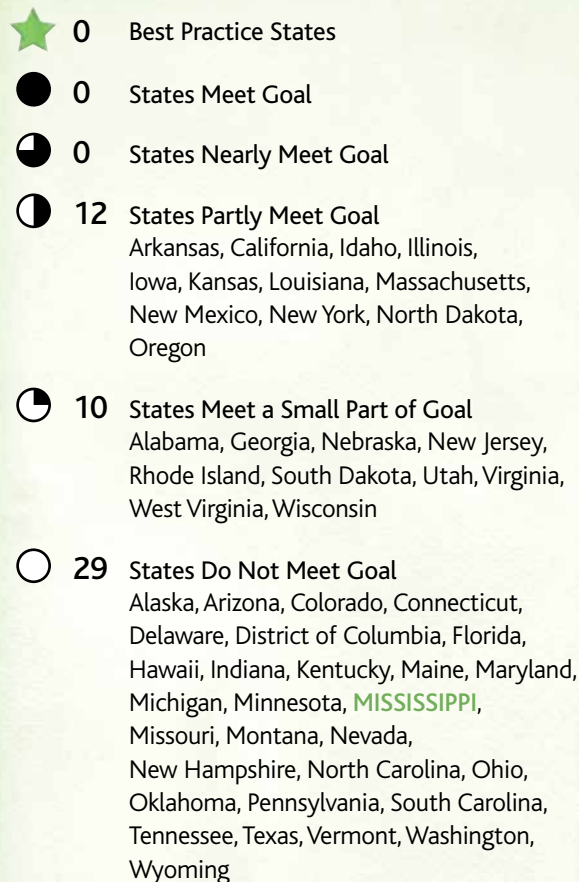 0 Best Practice States
0 States Meet Goal
0 States Nearly Meet Goal
12 States Partly Meet Goal
Arkansas, California, Idaho, Illinois,
Iowa, Kansas, Louisiana, Massachusetts,
New Mexico, New York, North Dakota,
Oregon
10 States Meet a Small Part of Goal
Alabama, Georgia, Nebraska, New Jersey,
Rhode Island, South Dakota, Utah, Virginia,
West Virginia, Wisconsin
29 States Do Not Meet Goal
Alaska, Arizona, Colorado, Connecticut,
Delaware, District of Columbia, Florida,
Hawaii, Indiana, Kentucky, Maine, Maryland,
Michigan, Minnesota, MISSISSIPPI,
Missouri, Montana, Nevada,
New Hampshire, North Carolina, Ohio,
Oklahoma, Pennsylvania, South Carolina,
Tennessee, Texas, Vermont, Washington,
Wyoming